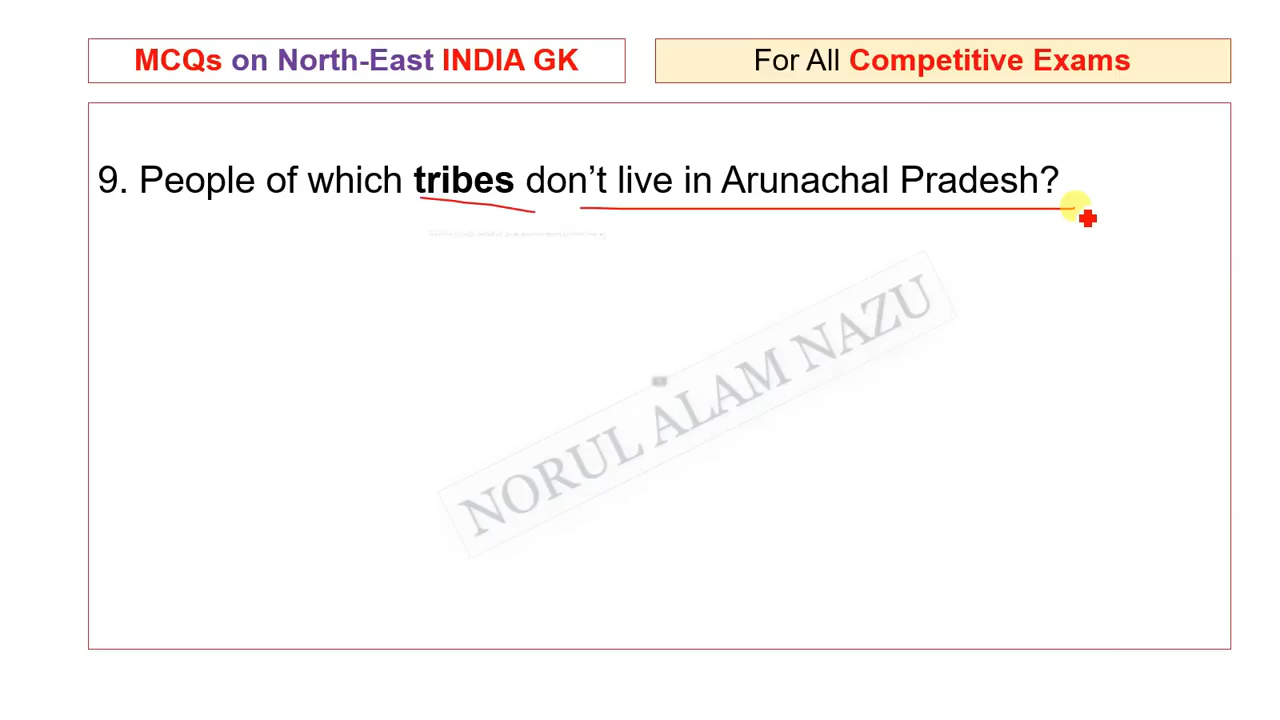 MCQs on North-East INDIA GK
For All Competitive Exams
9. People of which tribes don’t live in Arunachal Pradesh?
NORUL ALAM NAZU